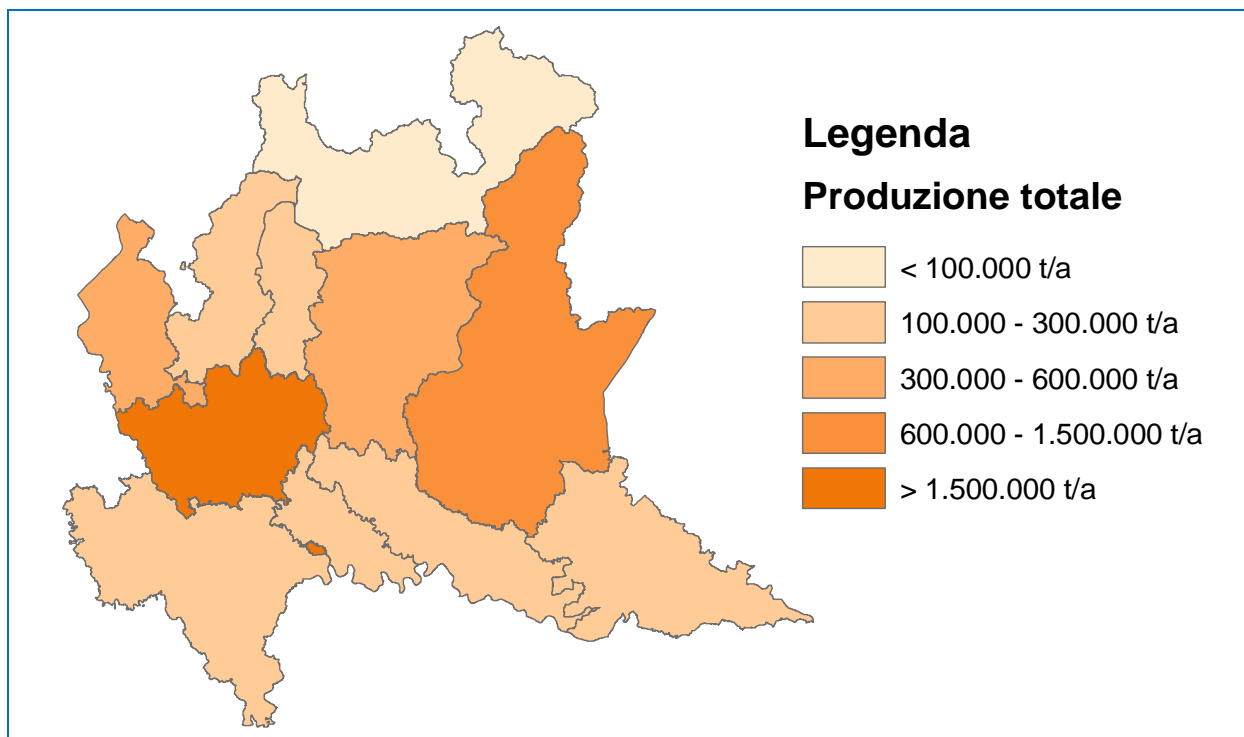 Legenda
Produzione totale
< 100.000 t/a
100.000 - 300.000 t/a
300.000 - 600.000 t/a
600.000 - 1.500.000 t/a
> 1.500.000 t/a